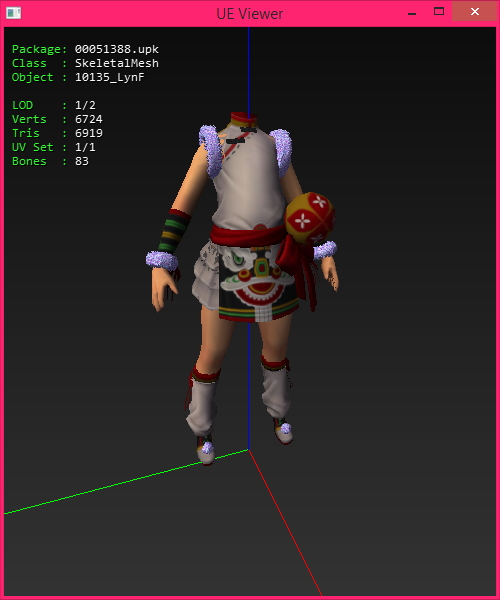 UE Viewer
Package: 00051388.upk
Class  : SkeletalMesh
Object : 10135_LynF
LOD    : 1/2
Verts  : 6724
Tris   : 6919
UV Set : 1/1
Bones  : 83